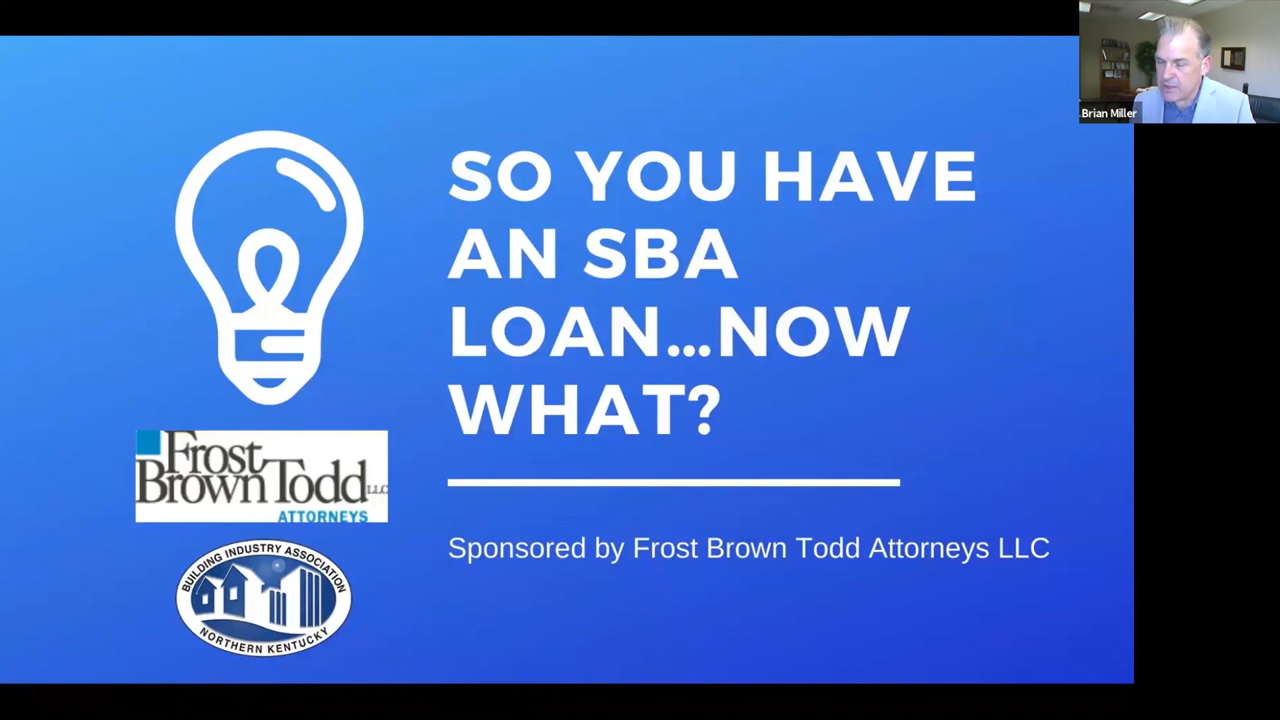 .Brian Miller
SO YOU HAVE
AN SBA
LOAN...NOW
WHAT?
Frost
Brown Todd LLC
ATTORNEYS
Sponsored by Frost Brown Todd Attorneys LLC
BUILDING INDUSTRY ASSOCIATION
NORTHERN KENTUCKY